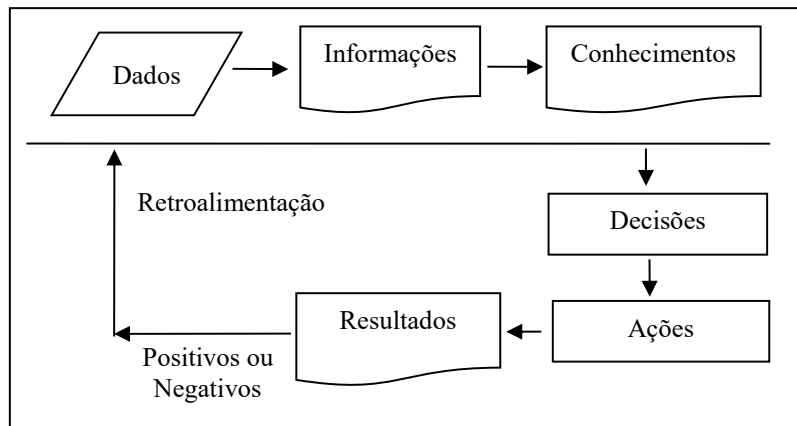 Dados
Informações
Conhecimentos
Retroalimentação
Decisões
Resultados
Ações
Positivos ou
Negativos